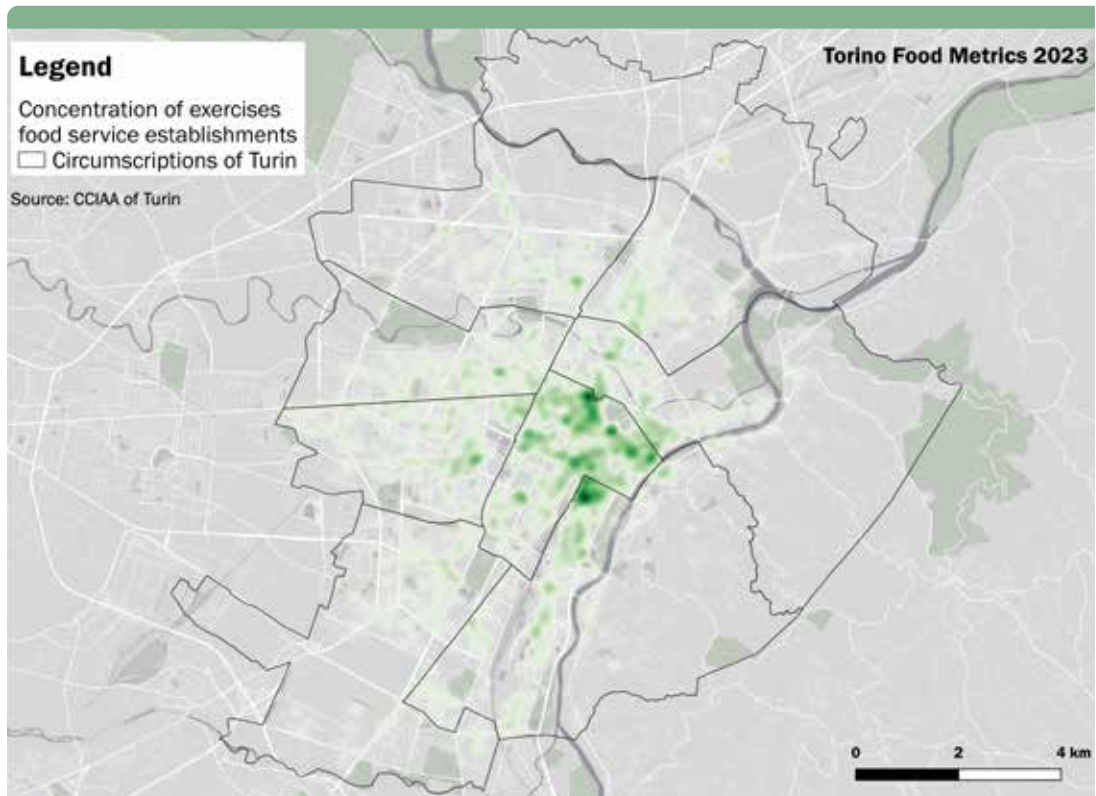 Legend
Concentration of exercises
food service establishments
Circumscriptions of Turin
Source: CCIAA of Turin
Torino Food Metrics 2023
0 2 4 km